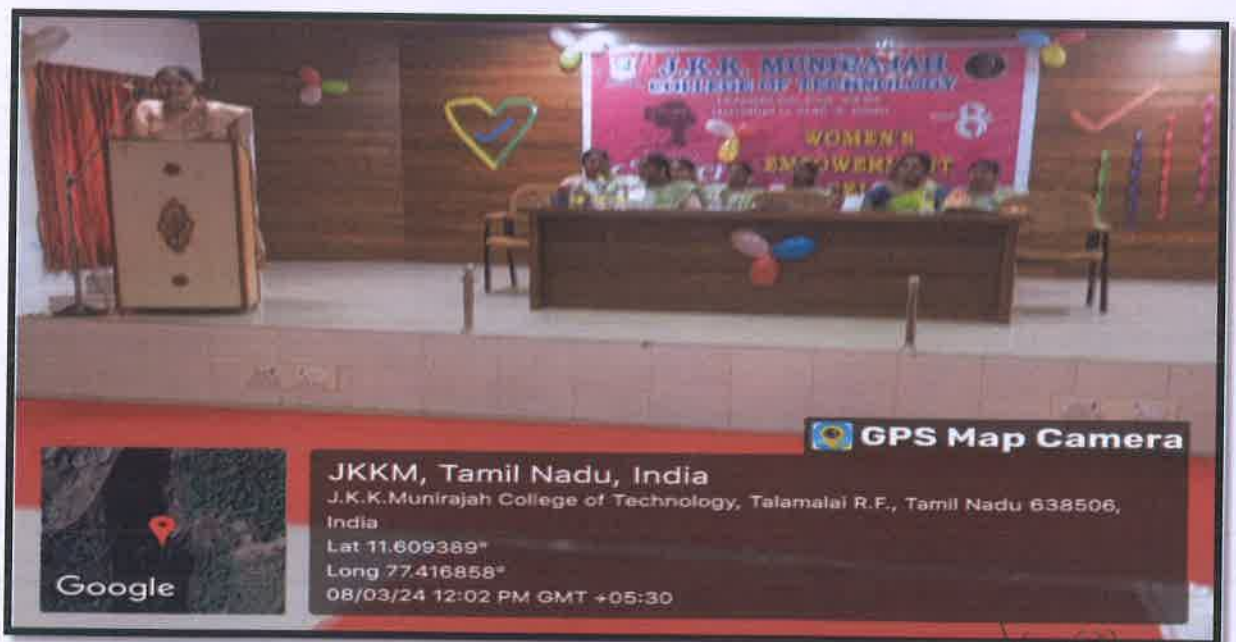 J.K.K. MUNIRAJAH
COLLEGE OF TECHNOLOGY
WOMEN'S
EMPOWERMENT
8
GPS Map Camera
JKKM, Tamil Nadu, India
J.K.K.Munirajah College of Technology, Talamalai R.F., Tamil Nadu 638506,
India
Lat 11.609389°
Long 77.416858°
08/03/24 12:02 PM GMT +05:30
Google